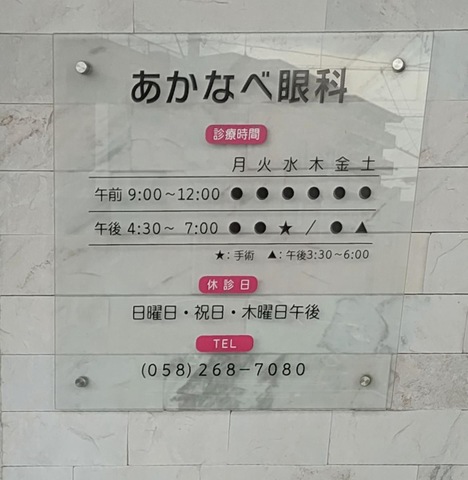 あかなべ眼科
診療時間
月 火 水 木 金 土
午前 9:00～12:00 ● ● ● ● ● ●
午後 4:30～ 7:00 ● ● ★ / ● ▲
★：手術 ▲：午後3:30～6:00
休診日
日曜日・祝日・木曜日午後
TEL
(058)268-7080